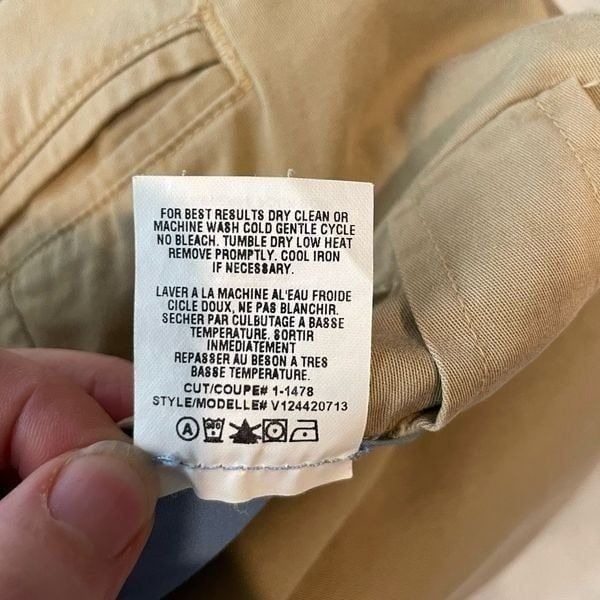 FOR BEST RESULTS DRY CLEAN OR
MACHINE WASH COLD GENTLE CYCLE
NO BLEACH. TUMBLE DRY LOW HEAT
REMOVE PROMPTLY. COOL IRON
IF NECESSARY.
LAVER A LA MACHINE AL'EAU FROIDE
CICLE DOUX, NE PAS BLANCHIR.
SECHER PAR CULBUTAGE A BASSE
TEMPERATURE. SORTIR
INMEDIATEMENT
REPASSER AU BESON A TRES
BASSE TEMPERATURE.
CUT/COUPE# 1-1478
STYLE/MODELLE# V124420713
A